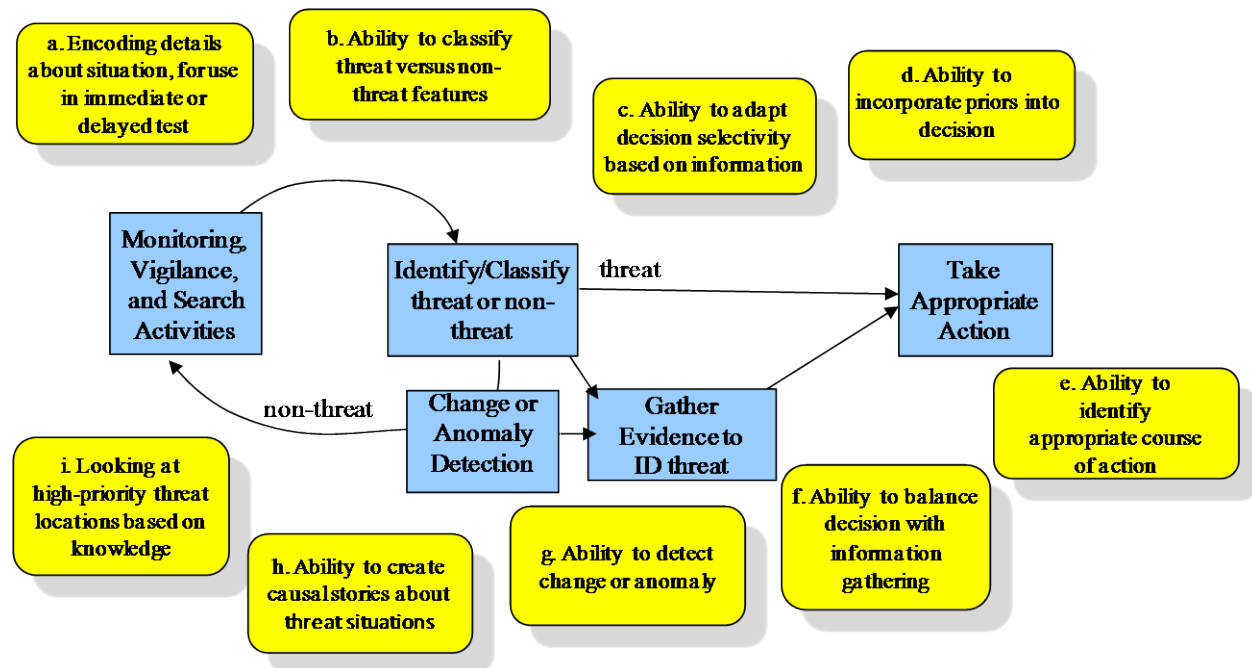 a. Encoding details
about situation, for use
in immediate or
delayed test
b. Ability to classify
threat versus non-
threat features
c. Ability to adapt
decision selectivity
based on information
d. Ability to
incorporate priors into
decision
Monitoring,
Vigilance,
and Search
Activities
Identify/Classify
threat or non-
threat
threat
Take
Appropriate
Action
non-threat
Change or
Anomaly
Detection
Gather
Evidence to
ID threat
e. Ability to
identify
appropriate course
of action
i. Looking at
high-priority threat
locations based on
knowledge
h. Ability to create
causal stories about
threat situations
g. Ability to detect
change or anomaly
f. Ability to balance
decision with
information
gathering